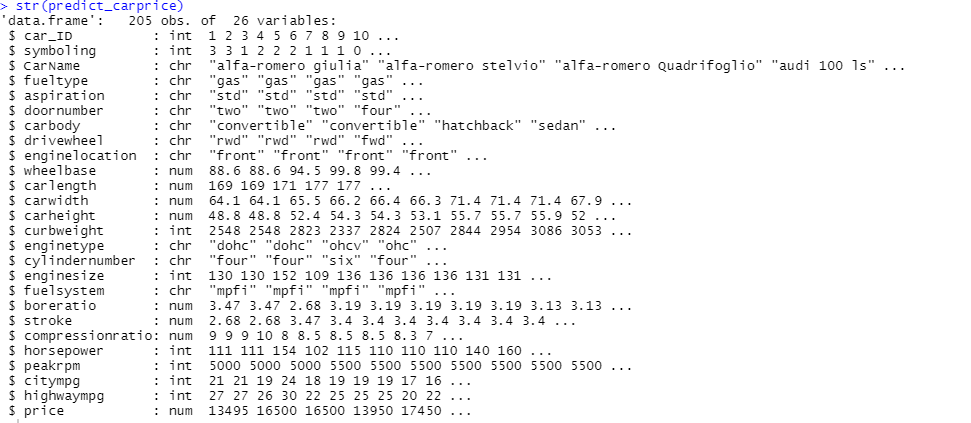 > str(predict_carprice)
'data.frame':   205 obs. of  26 variables:
 $ car_ID          : int  1 2 3 4 5 6 7 8 9 10 ...
 $ symboling       : int  3 3 1 2 2 2 1 1 1 0 ...
 $ CarName         : chr  "alfa-romero giulia" "alfa-romero stelvio" "alfa-romero Quadrifoglio" "audi 100 ls" ...
 $ fueltype        : chr  "gas" "gas" "gas" "gas" ...
 $ aspiration      : chr  "std" "std" "std" "std" ...
 $ doornumber      : chr  "two" "two" "two" "four" ...
 $ carbody         : chr  "convertible" "convertible" "hatchback" "sedan" ...
 $ drivewheel      : chr  "rwd" "rwd" "rwd" "fwd" ...
 $ enginelocation  : chr  "front" "front" "front" "front" ...
 $ wheelbase       : num  88.6 88.6 94.5 99.8 99.4 ...
 $ carlength       : num  169 169 171 177 177 ...
 $ carwidth        : num  64.1 64.1 65.5 66.2 66.4 66.3 71.4 71.4 71.4 67.9 ...
 $ carheight       : num  48.8 48.8 52.4 54.3 54.3 53.1 55.7 55.7 55.9 52 ...
 $ curbweight      : int  2548 2548 2823 2337 2824 2507 2844 2954 3086 3053 ...
 $ enginetype      : chr  "dohc" "dohc" "ohcv" "ohc" ...
 $ cylindernumber  : chr  "four" "four" "six" "four" ...
 $ enginesize      : int  130 130 152 109 136 136 136 136 131 131 ...
 $ fuelsystem      : chr  "mpfi" "mpfi" "mpfi" "mpfi" ...
 $ boreratio       : num  3.47 3.47 2.68 3.19 3.19 3.19 3.19 3.19 3.13 3.13 ...
 $ stroke          : num  2.68 2.68 3.47 3.4 3.4 3.4 3.4 3.4 3.4 3.4 ...
 $ compressionratio: num  9 9 9 10 8 8.5 8.5 8.5 8.3 7 ...
 $ horsepower      : int  111 111 154 102 115 110 110 110 140 160 ...
 $ peakrpm         : int  5000 5000 5000 5500 5500 5500 5500 5500 5500 5500 ...
 $ citympg         : int  21 21 19 24 18 19 19 19 17 16 ...
 $ highwaympg      : int  27 27 26 30 22 25 25 25 20 22 ...
 $ price           : num  13495 16500 16500 13950 17450 ...